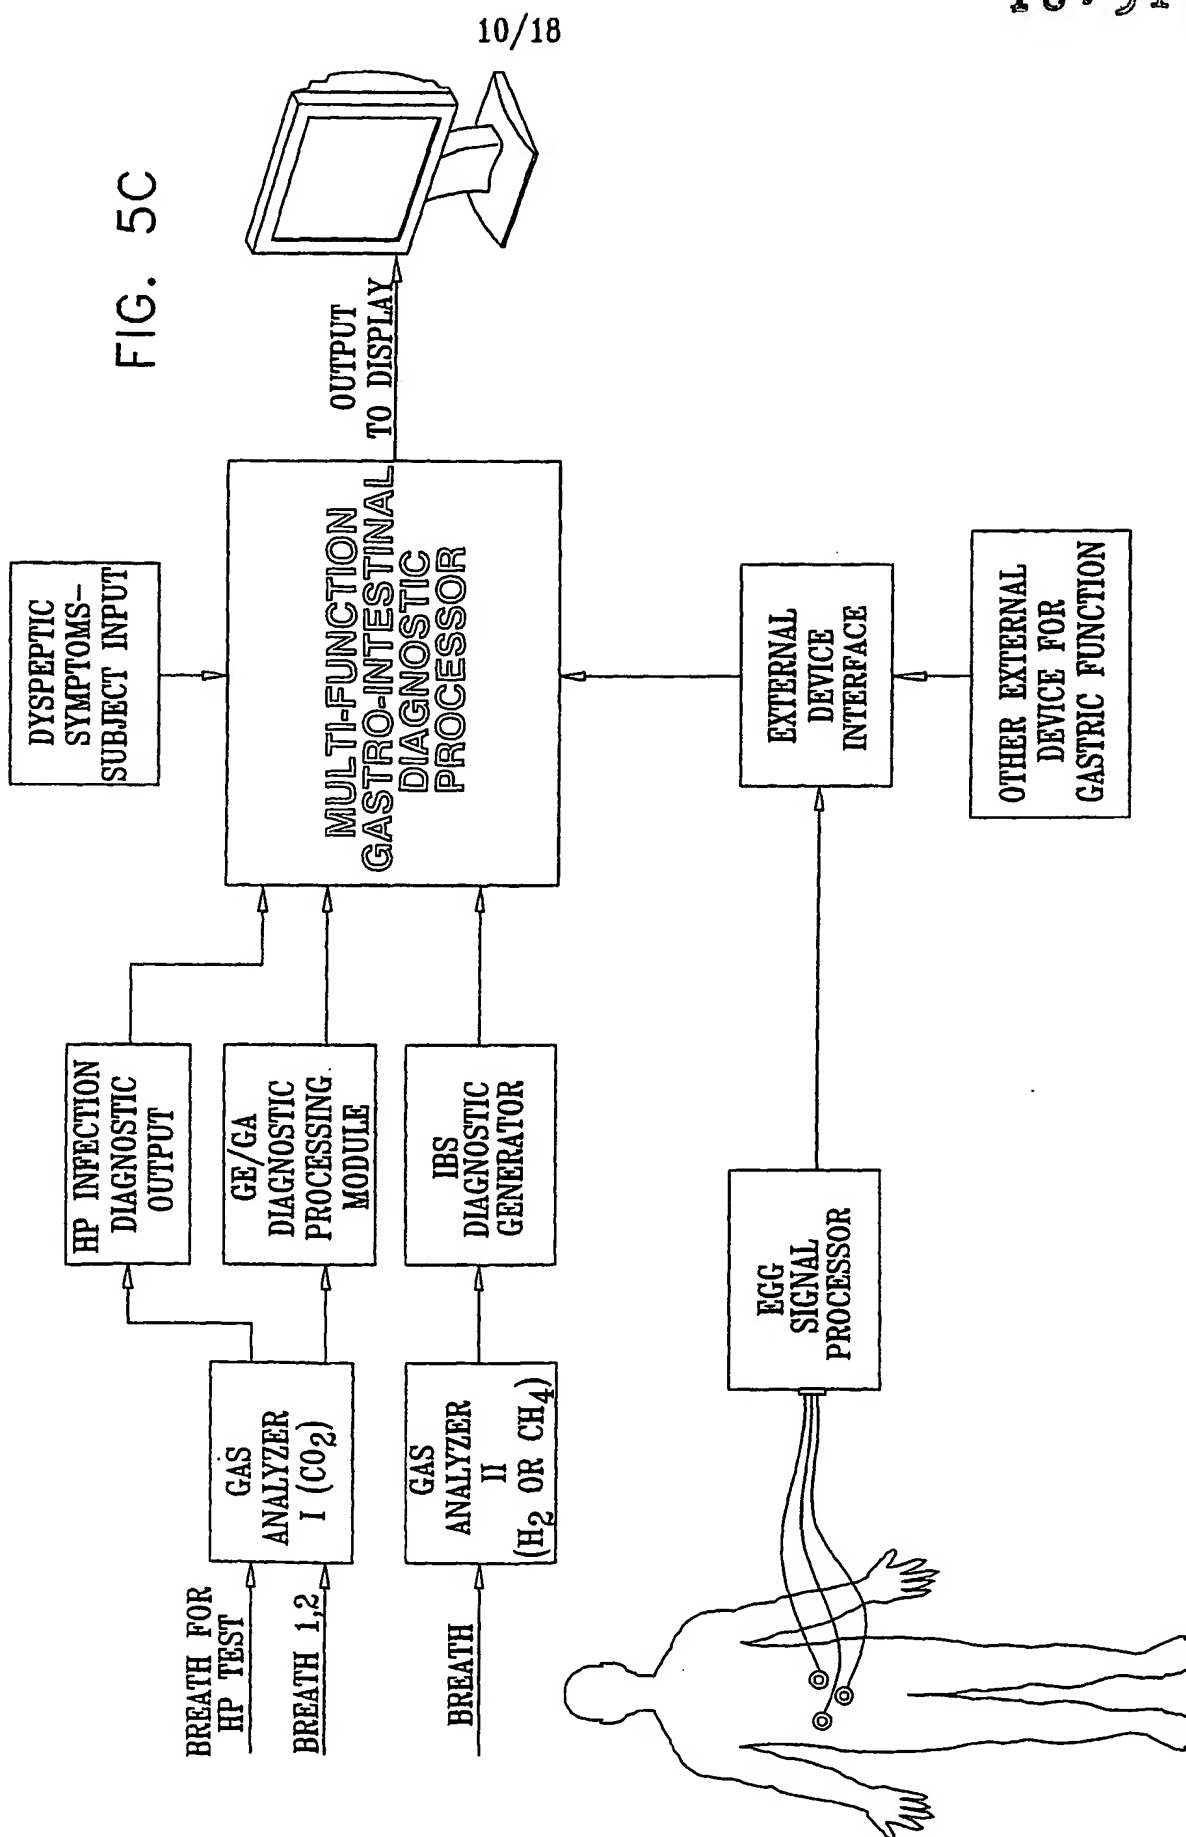 10/18
FIG. 5C
DYSPEPTIC
SYMPTOMS-
SUBJECT INPUT
OUTPUT
TO DISPLAY
MULTI-FUNCTION
GASTRO-INTESTINAL
DIAGNOSTIC
PROCESSOR
HP INFECTION
DIAGNOSTIC
OUTPUT
GE/GA
DIAGNOSTIC
PROCESSING
MODULE
IBS
DIAGNOSTIC
GENERATOR
EXTERNAL
DEVICE
INTERFACE
OTHER EXTERNAL
DEVICE FOR
GASTRIC FUNCTION
GAS
ANALYZER
I (CO2)
GAS
ANALYZER
II
(H2 OR CH4)
EGG
SIGNAL
PROCESSOR
BREATH FOR
HP TEST
BREATH 1,2
BREATH